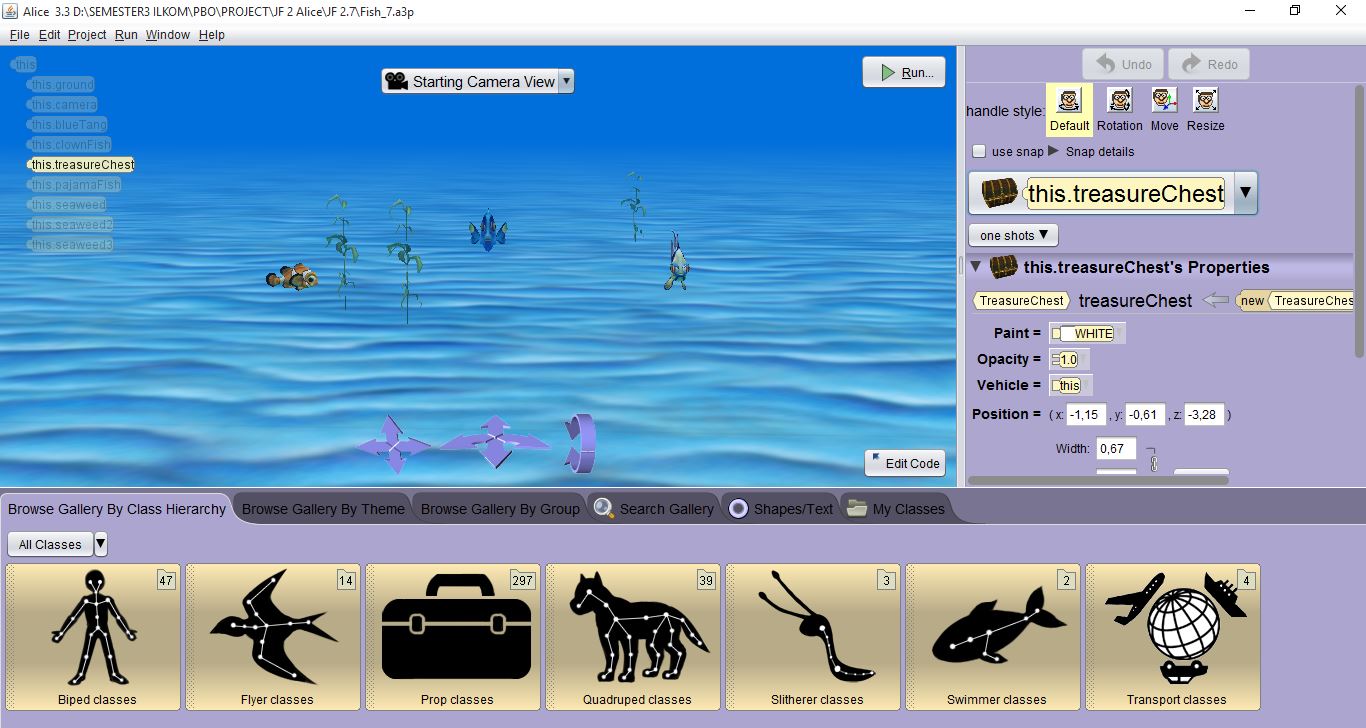 Alice 3.3 D:\SEMESTER3 ILKOM\PBO\PROJECT\JF 2 Alice\JF 2.7\Fish_7.a3p
File Edit Project Run Window Help
this
this.ground
this.camera
this.blueTang
this.clownFish
this.treasureChest
this.pajamaFish
this.seaweed
this.seaweed2
this.seaweed3
Starting Camera View
Run...
Edit Code
Undo Redo
handle style:
Default Rotation Move Resize
use snap Snap details
this.treasureChest
one shots
this.treasureChest's Properties
TreasureChest treasureChest new TreasureChes
Paint = WHITE
Opacity = 1.0
Vehicle = this
Position = ( x: -1,15 , y: -0,61 , z: -3,28 )
Width: 0,67
Browse Gallery By Class Hierarchy Browse Gallery By Theme Browse Gallery By Group Search Gallery Shapes/Text My Classes
All Classes
47 14 297 39 3 2 4
Biped classes Flyer classes Prop classes Quadruped classes Slitherer classes Swimmer classes Transport classes